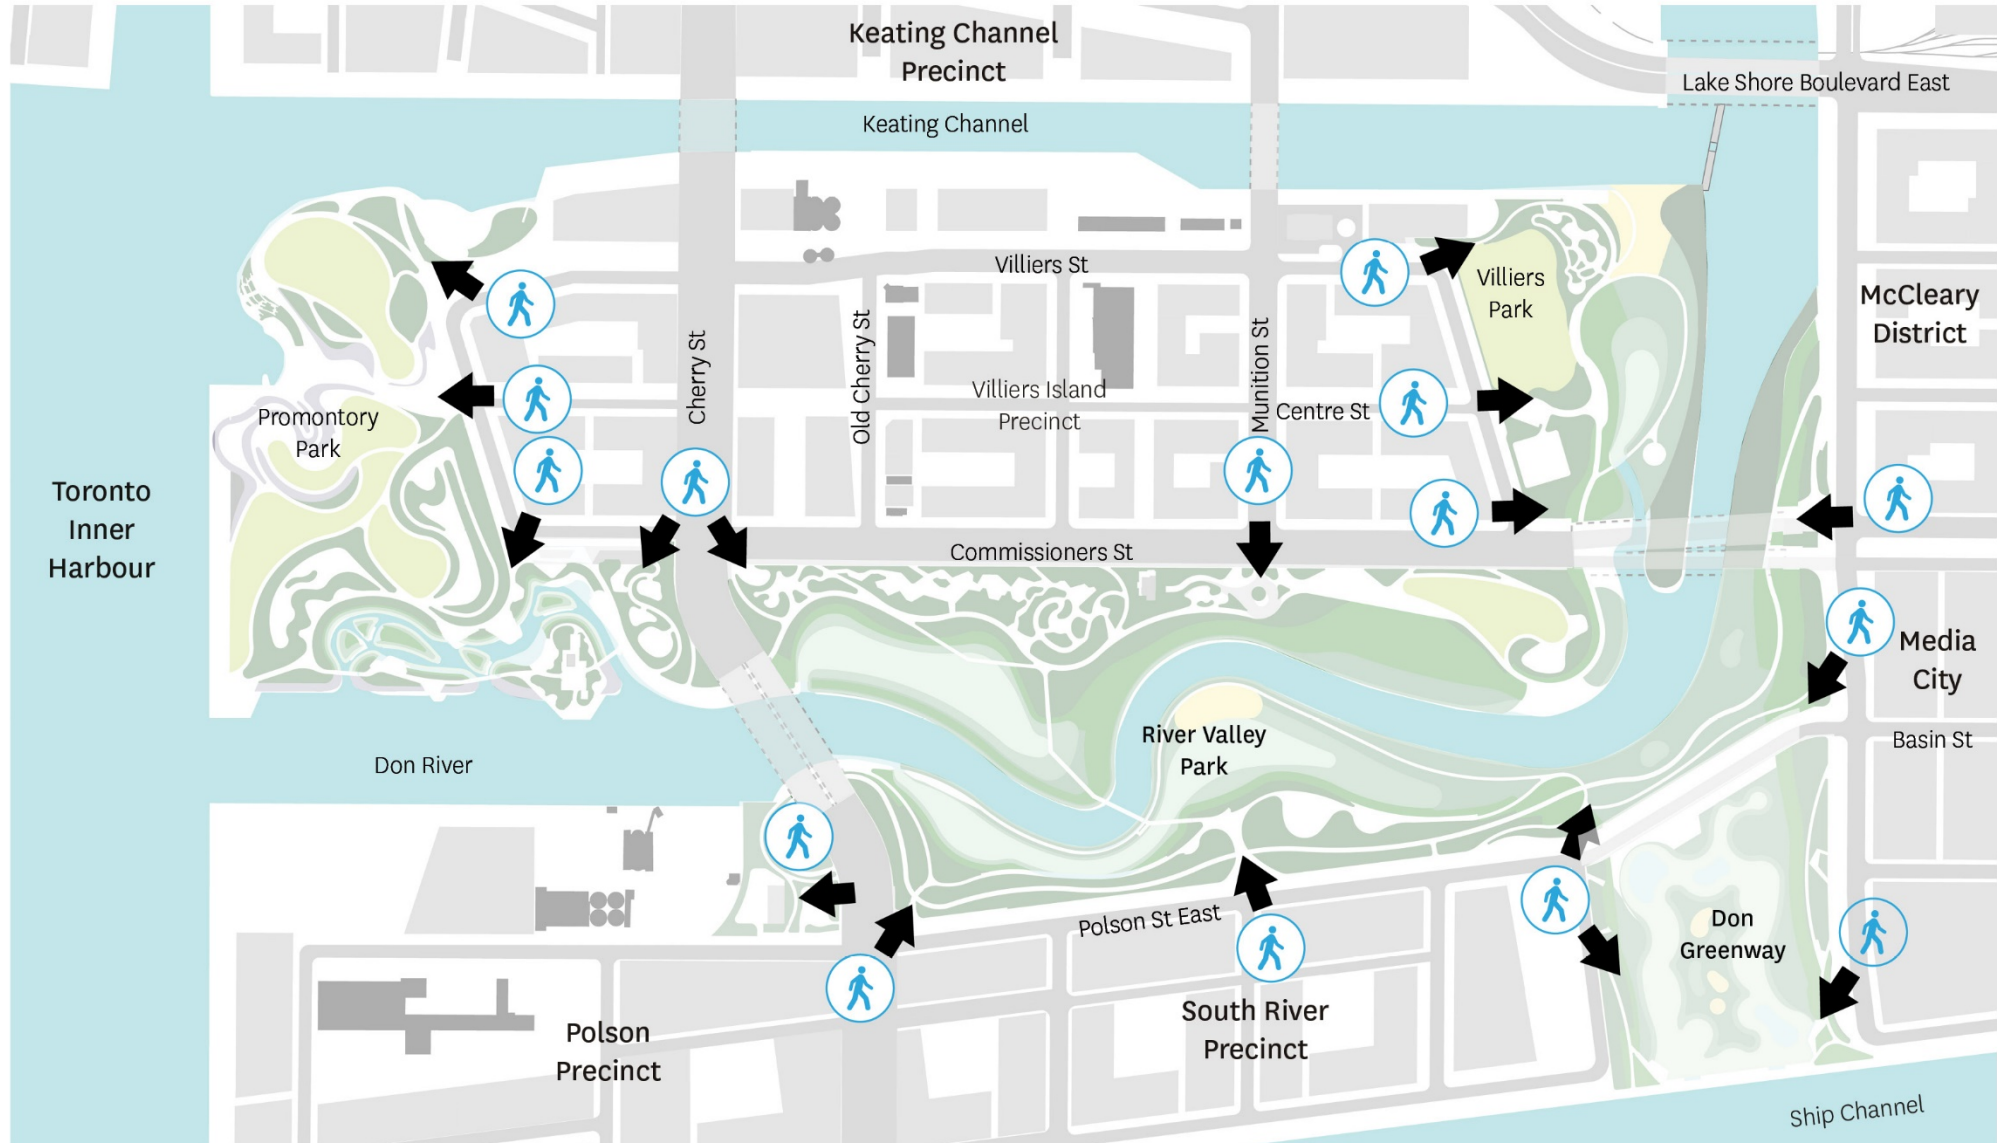 Keating Channel
Precinct
Lake Shore Boulevard East
Keating Channel
Villiers St
Villiers
Park
McCleary
District
Cherry St
Old Cherry St
Munition St
Villiers Island
Precinct
Centre St
Promontory
Park
Toronto
Inner
Harbour
Commissioners St
Media
City
River Valley
Park
Basin St
Don River
Polson St East
Don
Greenway
South River
Precinct
Polson
Precinct
Ship Channel